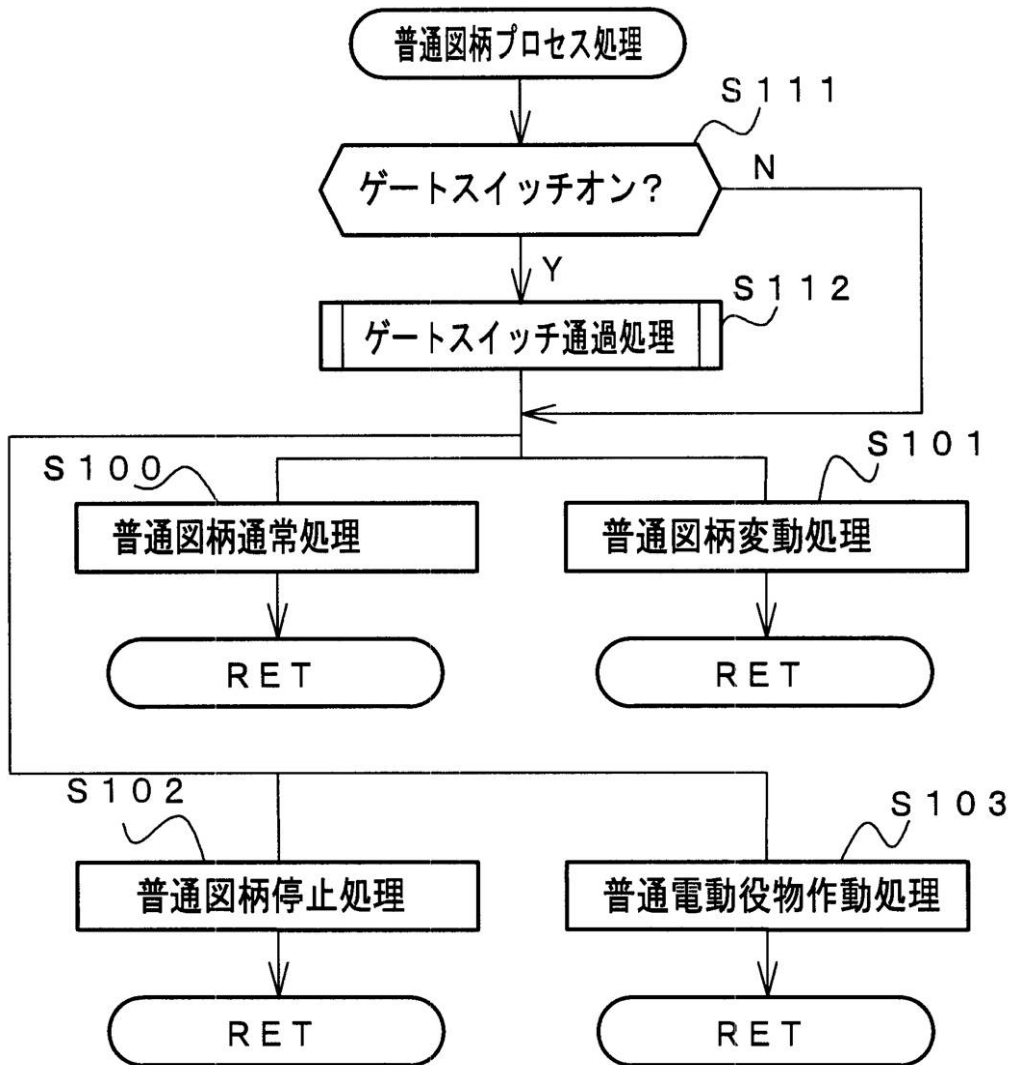 普通図柄プロセス処理
S111
ゲートスイッチオン?
N
Y
S112
ゲートスイッチ通過処理
S100
S101
普通図柄通常処理
普通図柄変動処理
RET
RET
S102
S103
普通図柄停止処理
普通電動役物作動処理
RET
RET